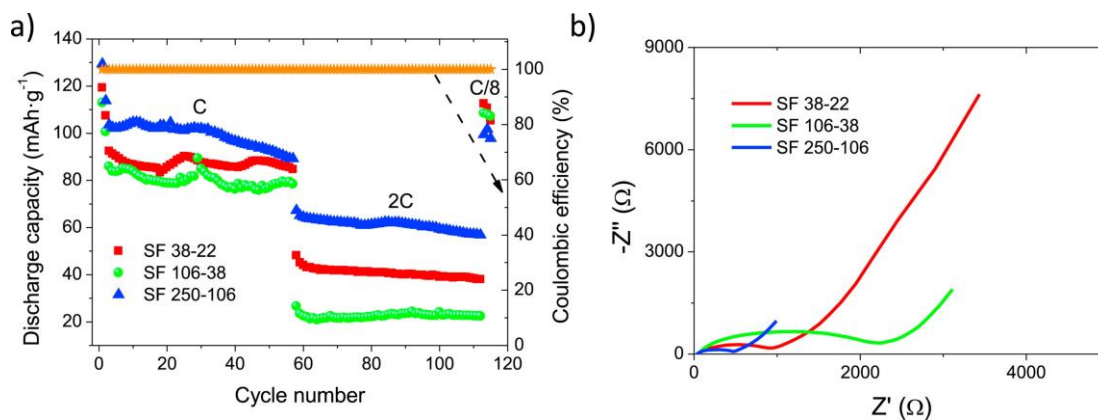 a)
140
120
100
80
60
40
20
0 20 40 60 80 100 120
Discharge capacity (mAh·g⁻¹)
Cycle number
C
2C
C/8
SF 38-22
SF 106-38
SF 250-106
100
80
60
40
20
0
Coulombic efficiency (%)
b)
9000
6000
3000
0
0 2000 4000
-Z'' (Ω)
Z' (Ω)
SF 38-22
SF 106-38
SF 250-106